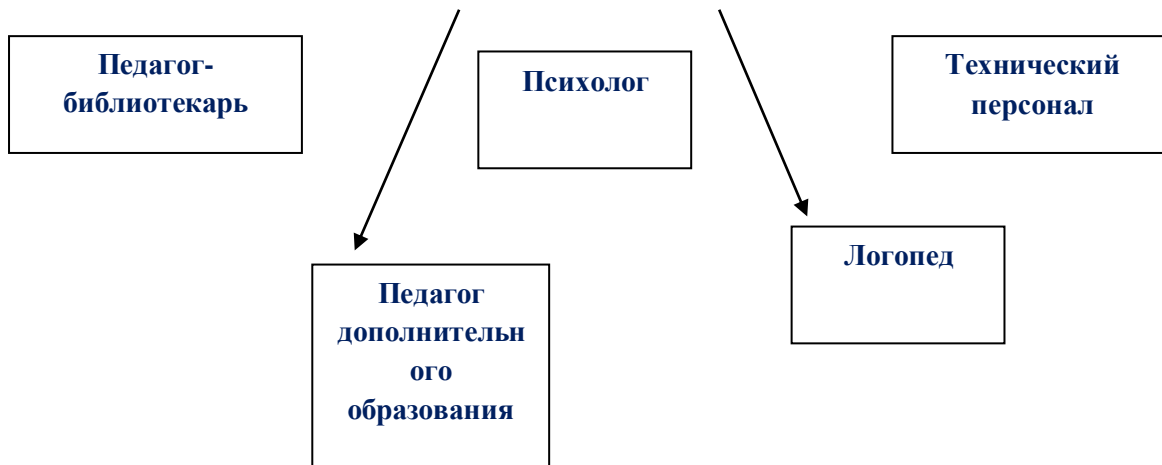 Педагог-
библиотекарь
Психолог
Технический
персонал
Логопед
Педагог
дополнительн
ого
образования